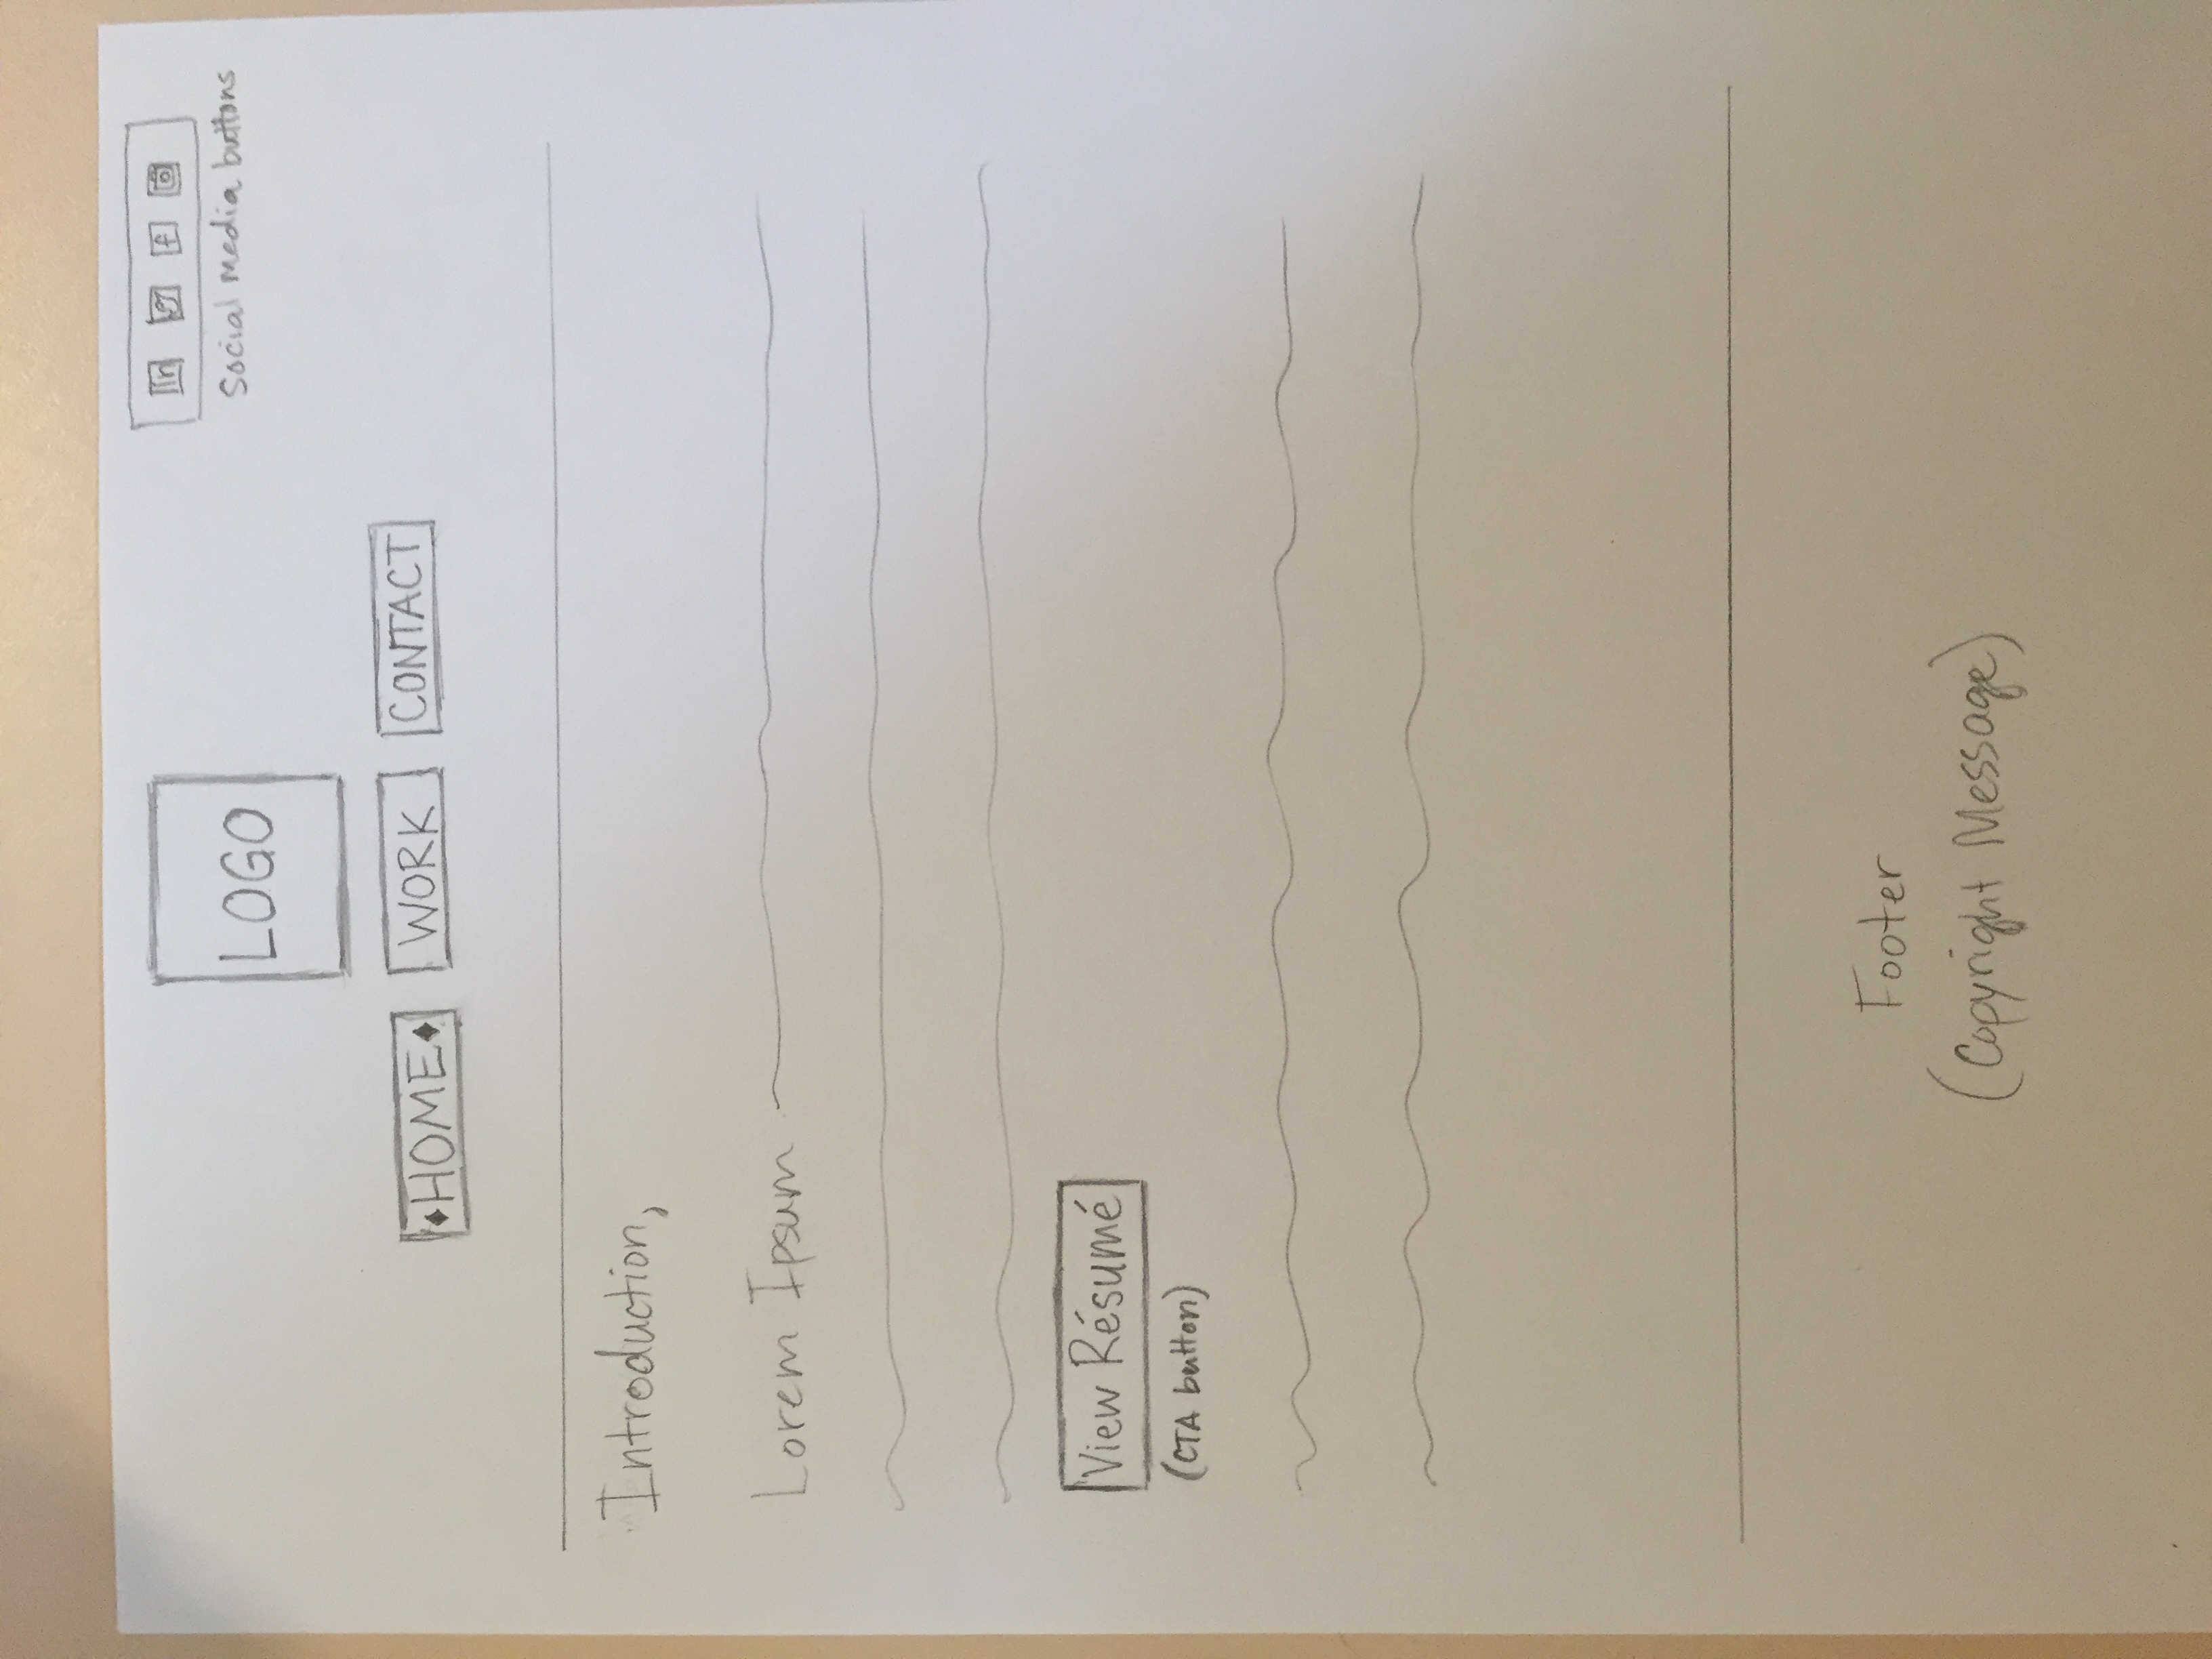 in f
Social media buttons
LOGO
♦HOME♦ WORK CONTACT
Introduction,
Lorem Ipsum
View Résumé
(CTA button)
Footer
(Copyright Message)